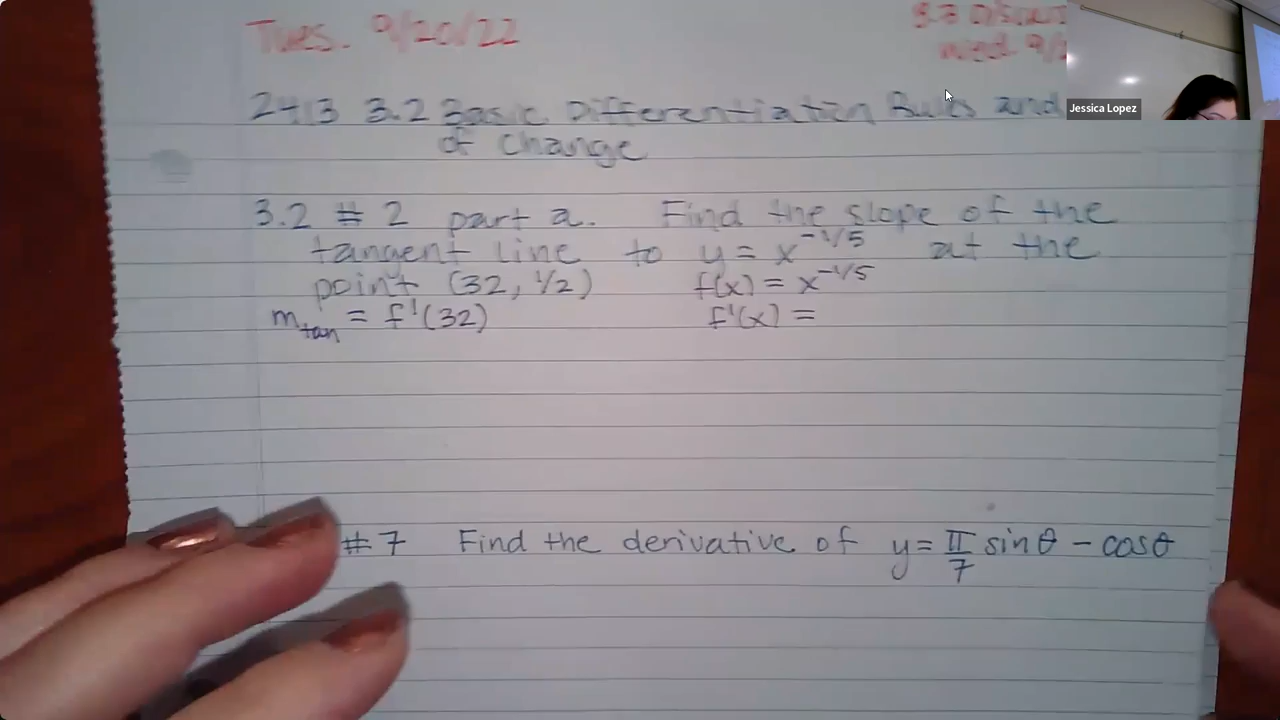 Tues. 9/20/22
Jessica Lopez
2413 3.2 Basic Differentiation Rules and
of Change
3.2 # 2 part a. Find the slope of the
tangent line to y = x^-1/5 at the
point (32, 1/2) f(x) = x^-1/5
m_tan = f'(32) f'(x) =
#7 Find the derivative of y = π/7 sinθ - cosθ